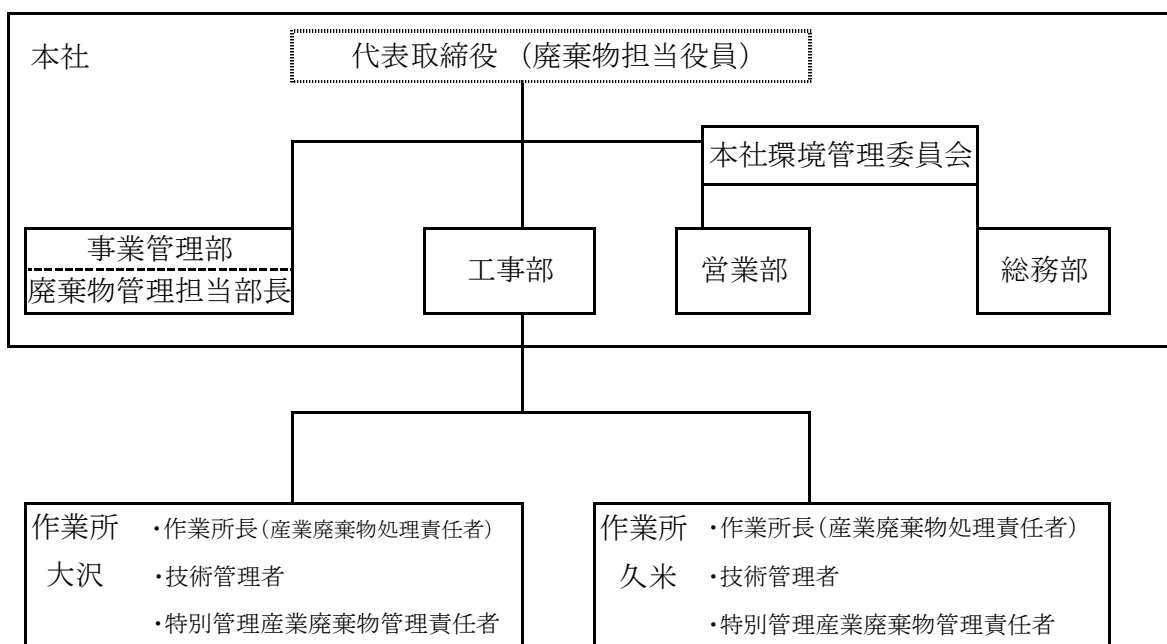 本社
代表取締役 （廃棄物担当役員）
本社環境管理委員会
事業管理部
廃棄物管理担当部長
工事部
営業部
総務部
作業所 ・作業所長（産業廃棄物処理責任者）
大沢 ・技術管理者
・特別管理産業廃棄物管理責任者
作業所 ・作業所長（産業廃棄物処理責任者）
久米 ・技術管理者
・特別管理産業廃棄物管理責任者